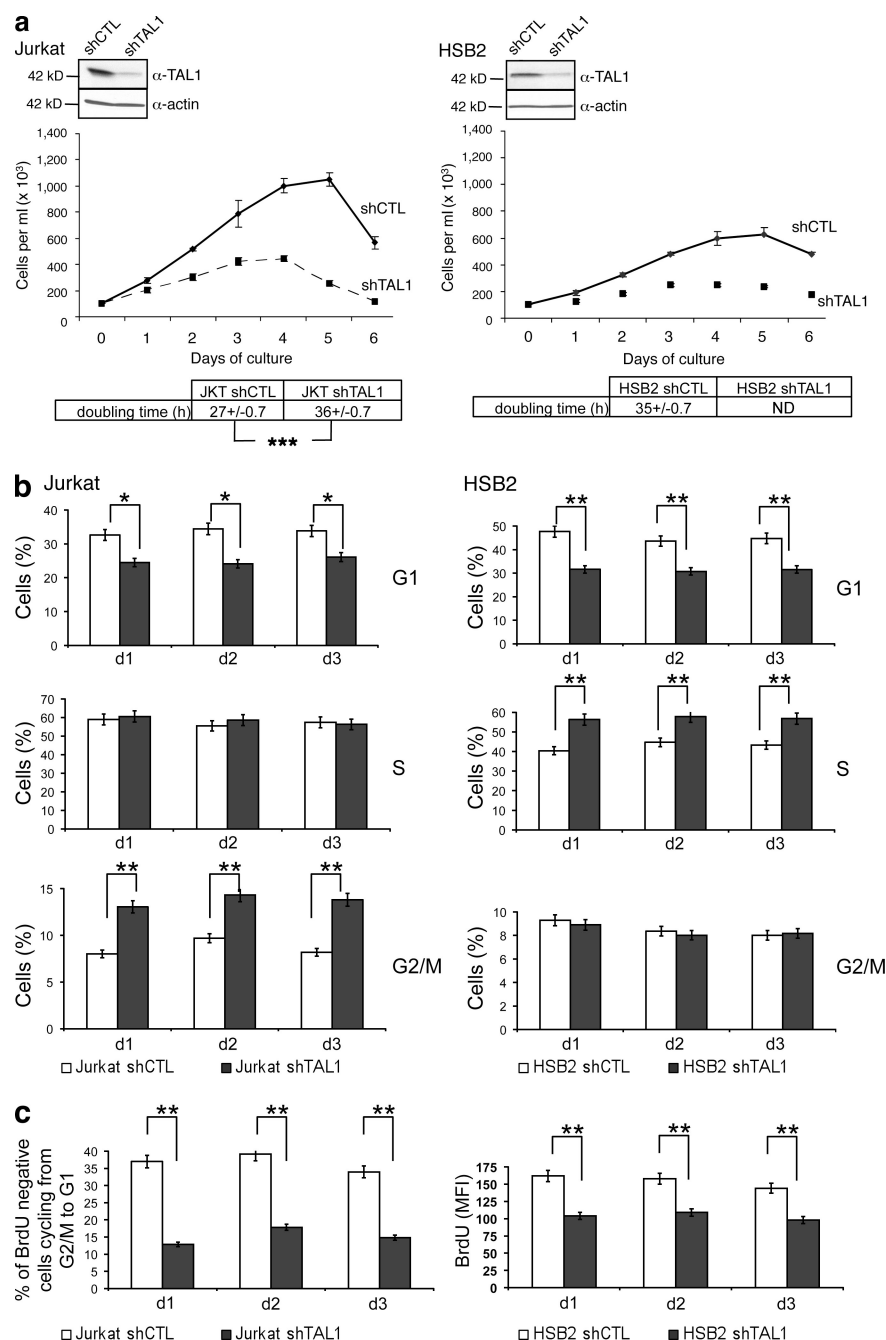 a
Jurkat
shCTL
shTAL1
42 kD
α-TAL1
42 kD
α-actin
Cells per ml (x 10³)
1,400
1,200
1,000
800
600
400
200
0
shCTL
shTAL1
0 1 2 3 4 5 6
Days of culture
JKT shCTL JKT shTAL1
doubling time (h) 27+/-0.7 36+/-0.7
***
HSB2
shCTL
shTAL1
42 kD
α-TAL1
42 kD
α-actin
Cells per ml (x 10³)
1,400
1,200
1,000
800
600
400
200
0
shCTL
shTAL1
0 1 2 3 4 5 6
Days of culture
HSB2 shCTL HSB2 shTAL1
doubling time (h) 35+/-0.7 ND
b
Jurkat
Cells (%)
40
30
20
10
0
* * *
d1 d2 d3
G1
Cells (%)
70
60
50
40
30
20
10
0
d1 d2 d3
S
Cells (%)
15
10
5
0
** ** **
d1 d2 d3
G2/M
Jurkat shCTL Jurkat shTAL1
HSB2
Cells (%)
50
40
30
20
10
0
** ** **
d1 d2 d3
G1
Cells (%)
60
50
40
30
20
10
0
** ** **
d1 d2 d3
S
Cells (%)
10
8
6
4
2
0
d1 d2 d3
G2/M
HSB2 shCTL HSB2 shTAL1
c
% of BrdU negative
cells cycling from
G2/M to G1
40
35
30
25
20
15
10
5
0
** ** **
d1 d2 d3
Jurkat shCTL Jurkat shTAL1
BrdU (MFI)
175
150
125
100
75
50
25
0
** ** **
d1 d2 d3
HSB2 shCTL HSB2 shTAL1